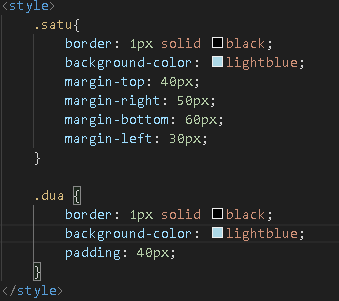 <style>
.satu{
border: 1px solid black;
background-color: lightblue;
margin-top: 40px;
margin-right: 50px;
margin-bottom: 60px;
margin-left: 30px;
}
.dua {
border: 1px solid black;
background-color: lightblue;
padding: 40px;
}
</style>